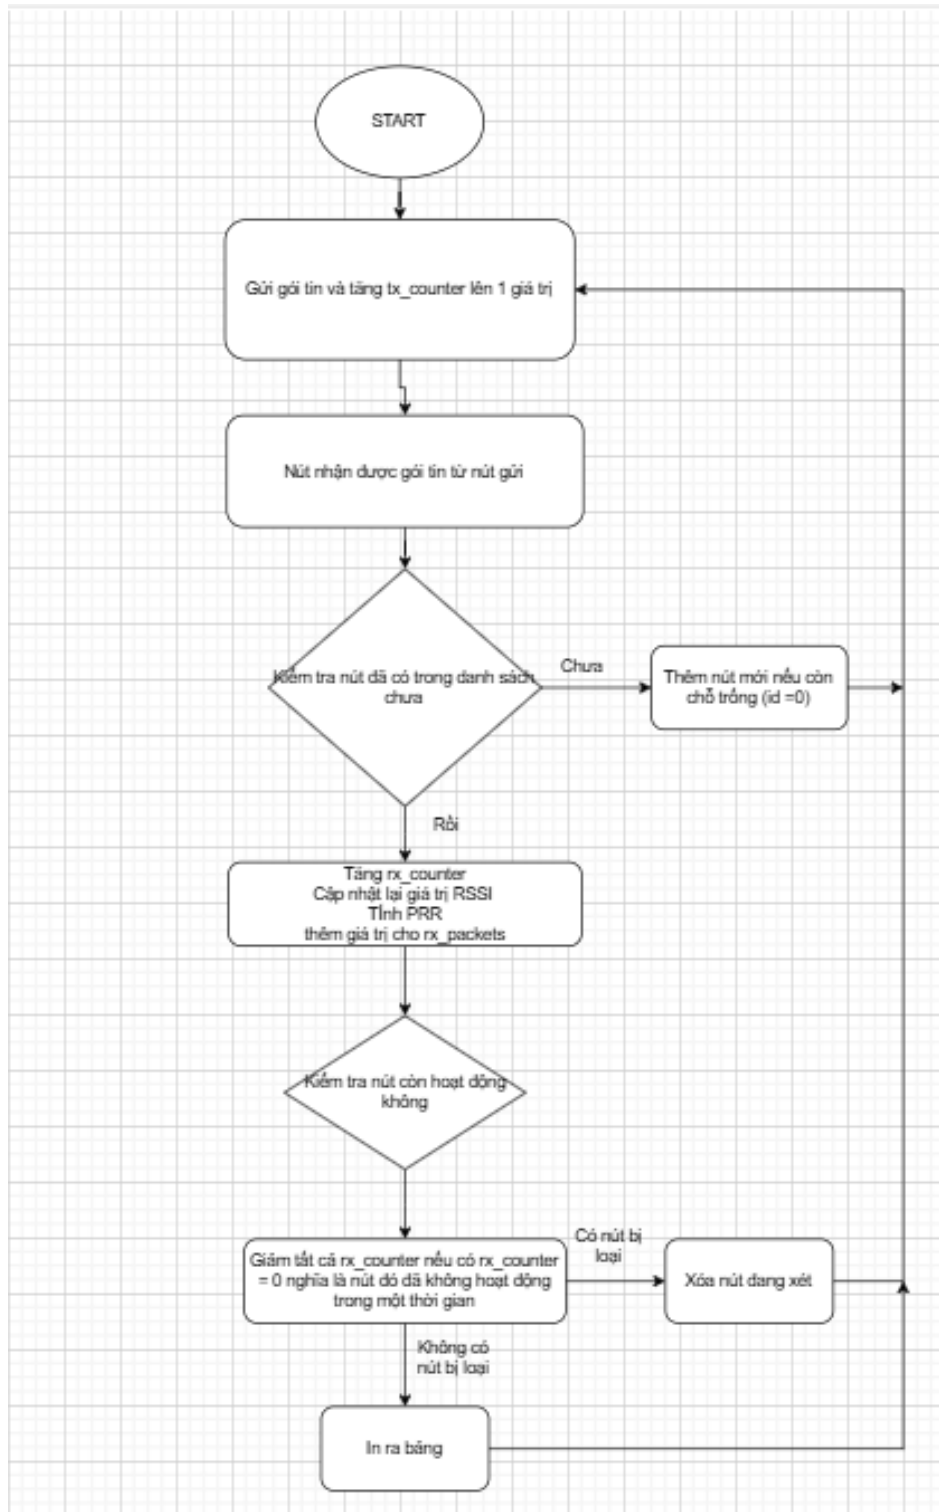 START
Gửi gói tin và tăng tx_counter lên 1 giá trị
Nút nhận được gói tin từ nút gửi
Kiểm tra nút đã có trong danh sách
chưa
Chưa
Thêm nút mới nếu còn
chỗ trống (id =0)
Rồi
Tăng rx_counter
Cập nhật lại giá trị RSSI
Tính PRR
thêm giá trị cho rx_packets
Kiểm tra nút còn hoạt động
không
Giảm tất cả rx_counter nếu có rx_counter
= 0 nghĩa là nút đó đã không hoạt động
trong một thời gian
Có nút bị
loại
Xóa nút đang xét
Không có
nút bị loại
In ra bảng